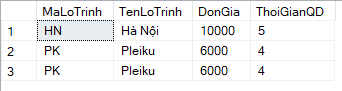 MaLoTrinh TenLoTrinh DonGia ThoiGianQD
1 HN Hà Nội 10000 5
2 PK Pleiku 6000 4
3 PK Pleiku 6000 4